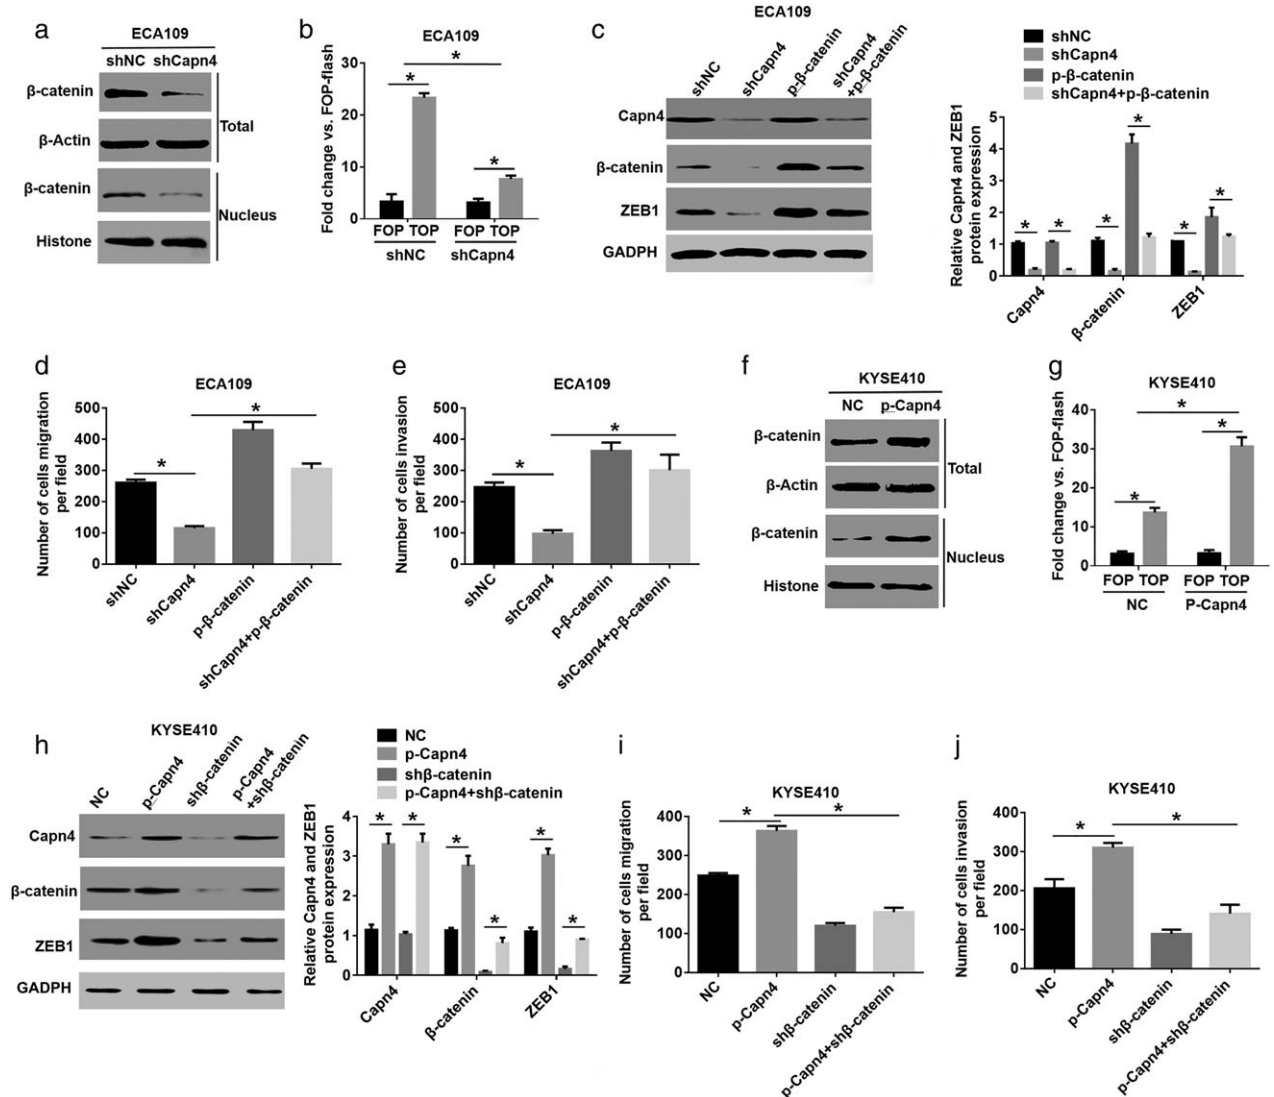 a
ECA109
shNC shCapn4
β-catenin
β-Actin
Total
β-catenin
Nucleus
Histone
b
ECA109
Fold change vs. FOP-flash
30
20
10
0
*
*
*
FOP TOP FOP TOP
shNC shCapn4
c
ECA109
shNC
shCapn4
p-β-catenin
shCapn4
+p-β-catenin
Capn4
β-catenin
ZEB1
GADPH
shNC
shCapn4
p-β-catenin
shCapn4+p-β-catenin
Relative Capn4 and ZEB1
protein expression
5
4
3
2
1
0
* * * * * *
Capn4
β-catenin
ZEB1
d
ECA109
Number of cells migration
per field
500
400
300
200
100
0
*
*
shNC
shCapn4
p-β-catenin
shCapn4+p-β-catenin
e
ECA109
Number of cells invasion
per field
500
400
300
200
100
0
*
*
shNC
shCapn4
p-β-catenin
shCapn4+p-β-catenin
f
KYSE410
NC p-Capn4
β-catenin
Total
β-Actin
β-catenin
Nucleus
Histone
g
KYSE410
Fold change vs. FOP-flash
40
30
20
10
0
*
*
*
FOP TOP FOP TOP
NC P-Capn4
h
KYSE410
NC
p-Capn4
shβ-catenin
p-Capn4
+shβ-catenin
Capn4
β-catenin
ZEB1
GADPH
NC
p-Capn4
shβ-catenin
p-Capn4+shβ-catenin
Relative Capn4 and ZEB1
protein expression
4
3
2
1
0
* * * * * *
Capn4
β-catenin
ZEB1
i
KYSE410
Number of cells migration
per field
400
300
200
100
0
*
*
NC
p-Capn4
shβ-catenin
p-Capn4+shβ-catenin
j
KYSE410
Number of cells invasion
per field
400
300
200
100
0
*
*
NC
p-Capn4
shβ-catenin
p-Capn4+shβ-catenin